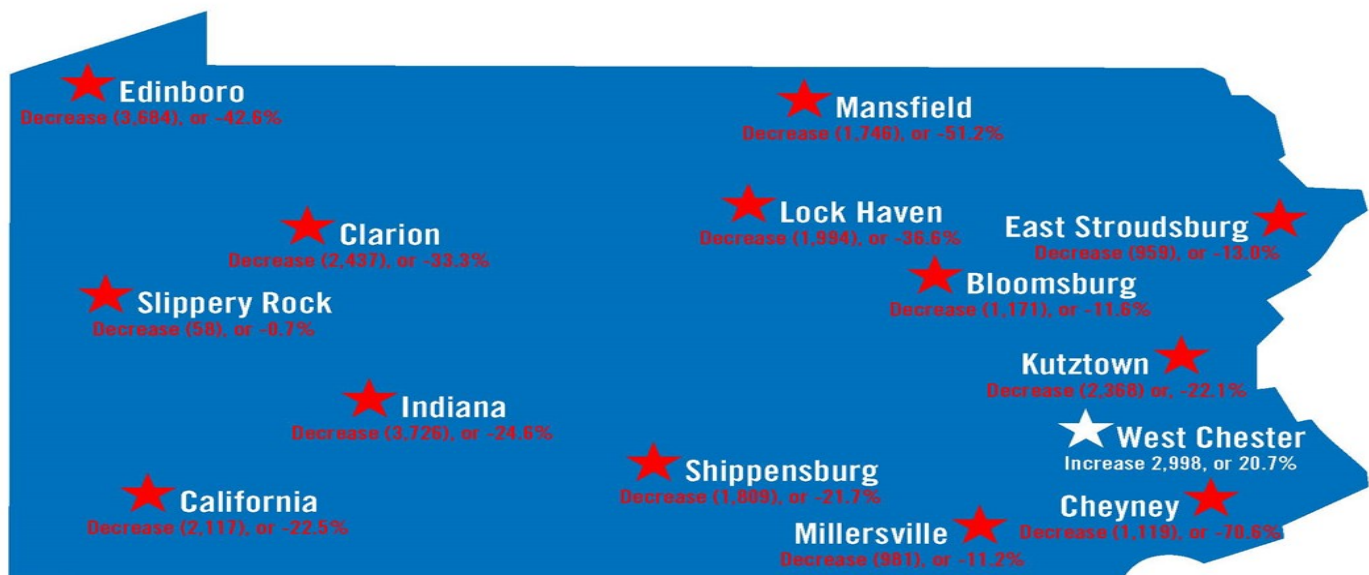 Edinboro
Decrease (3,684), or -42.6%
Mansfield
Decrease (1,746), or -51.2%
Lock Haven
Decrease (1,994), or -36.6%
East Stroudsburg
Decrease (959), or -13.0%
Clarion
Decrease (2,437), or -33.3%
Bloomsburg
Decrease (1,171), or -11.6%
Slippery Rock
Decrease (58), or -0.7%
Kutztown
Decrease (2,368) or, -22.1%
Indiana
Decrease (3,726), or -24.6%
West Chester
Increase 2,998, or 20.7%
Shippensburg
Decrease (1,809), or -21.7%
California
Decrease (2,117), or -22.5%
Cheyney
Decrease (1,119), or -70.6%
Millersville
Decrease (981), or -11.2%